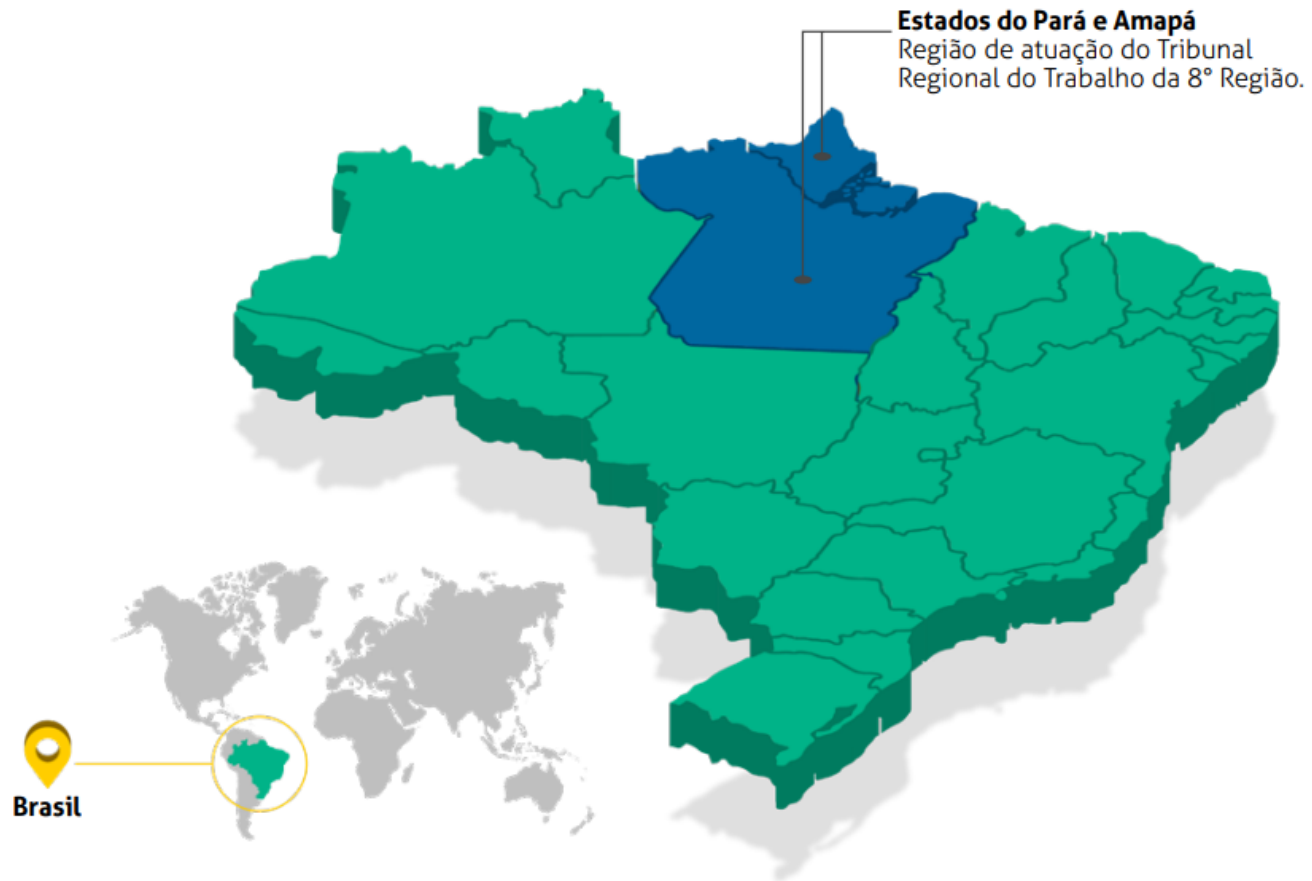 Estados do Pará e Amapá
Região de atuação do Tribunal
Regional do Trabalho da 8° Região.
Brasil